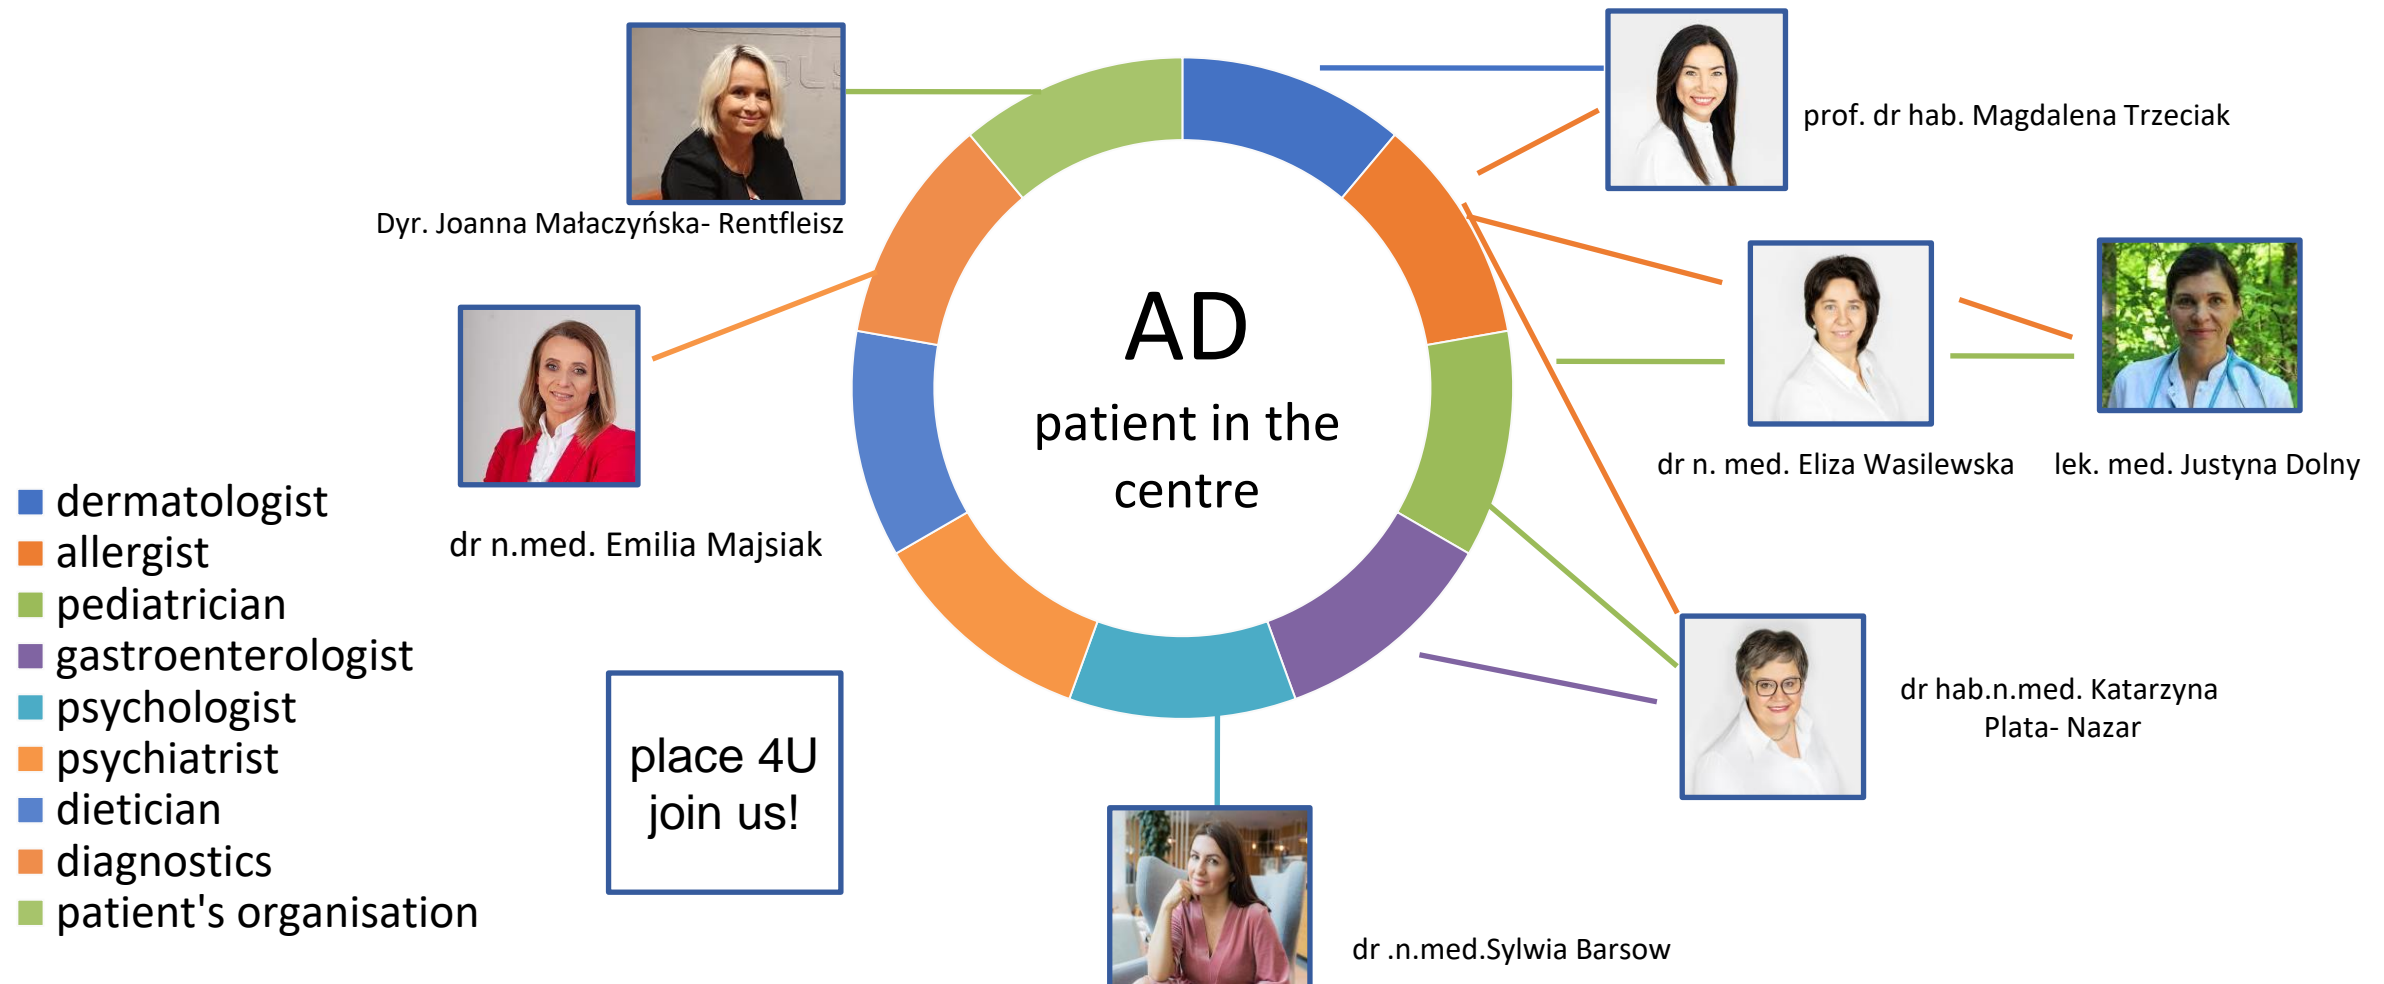 prof. dr hab. Magdalena Trzeciak
Dyr. Joanna Małaczyńska- Rentfleisz
AD
patient in the
centre
dr n. med. Eliza Wasilewska
lek. med. Justyna Dolny
dr n.med. Emilia Majsiak
dermatologist
allergist
pediatrician
gastroenterologist
psychologist
psychiatrist
dietician
diagnostics
patient's organisation
place 4U
join us!
dr hab.n.med. Katarzyna
Plata- Nazar
dr .n.med.Sylwia Barsow